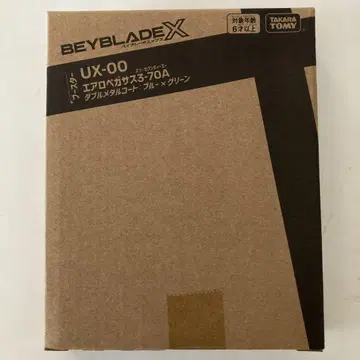 BEYBLADE X
ベイブレードエックス
対象年齢
6才以上
TAKARA
TOMY
ブースター
UX-00
エアロペガサス3-70A
ダブルメタルコート ブルー×グリーン